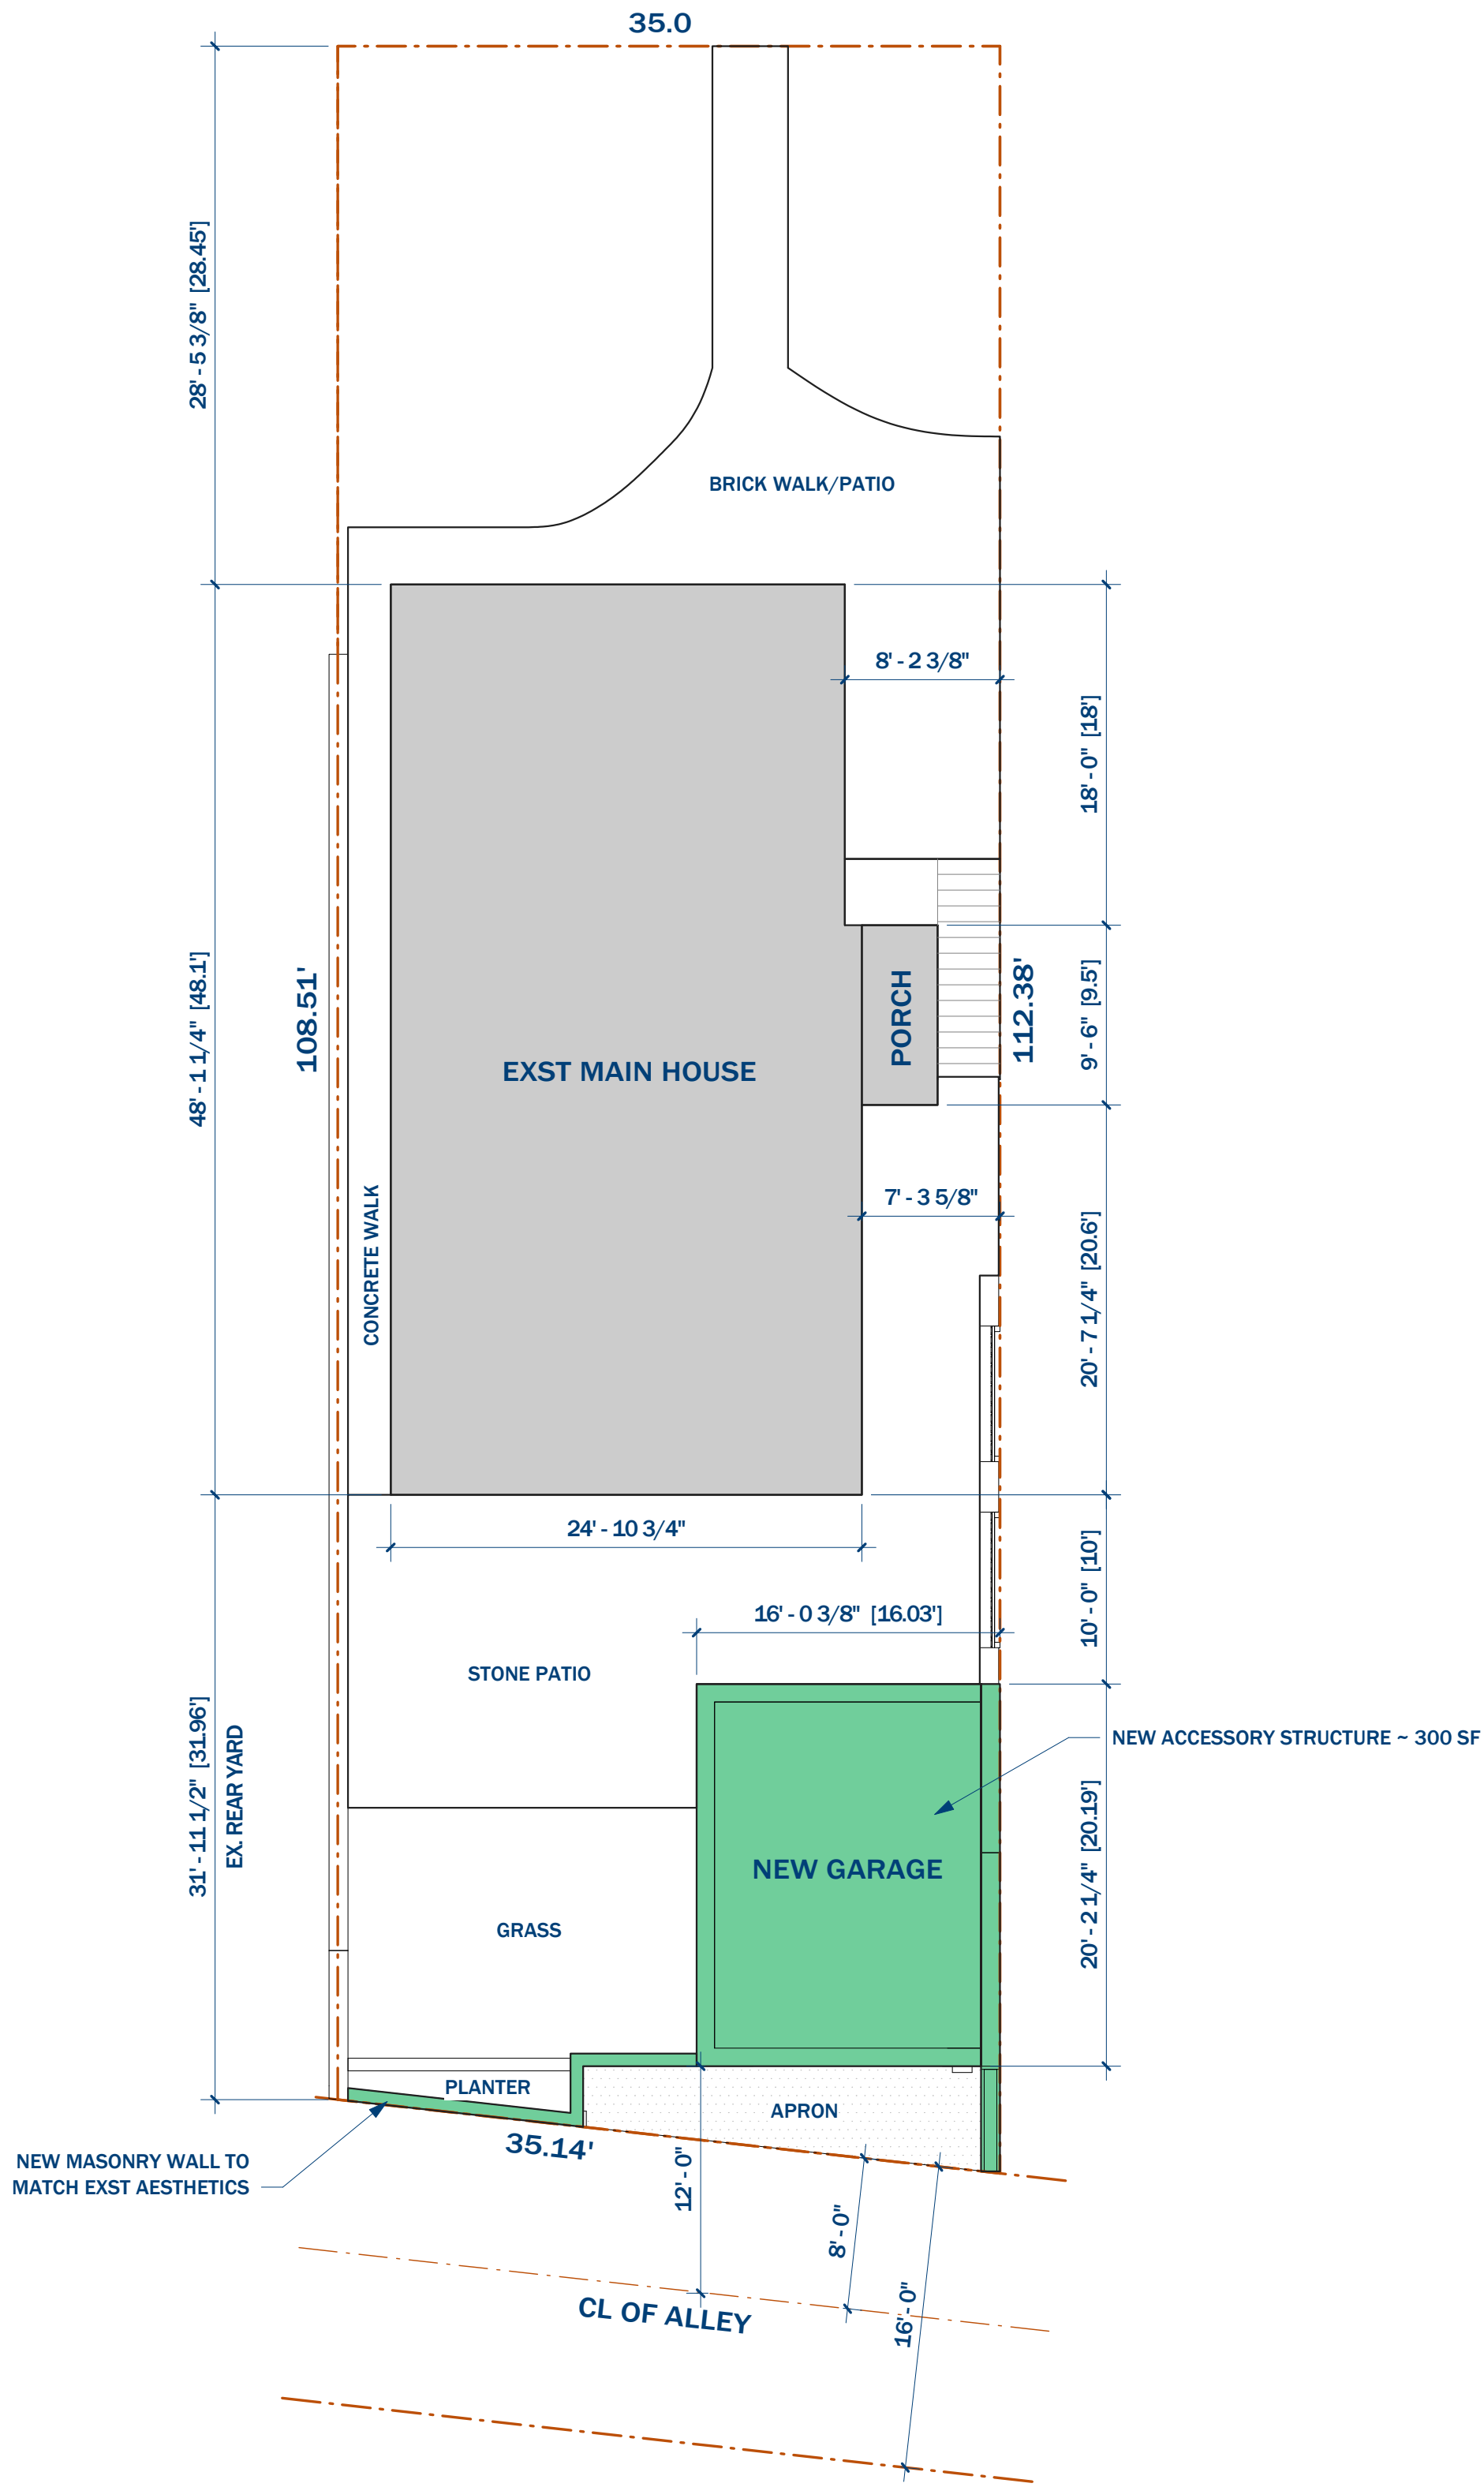 35.0
28' - 5 3/8" [28.45']
BRICK WALK/PATIO
8' - 2 3/8"
18' - 0" [18']
48' - 1 1/4" [48.1']
108.51'
EXST MAIN HOUSE
PORCH
112.38'
9' - 6" [9.5']
CONCRETE WALK
7' - 3 5/8"
20' - 7 1/4" [20.6']
24' - 10 3/4"
10' - 0" [10']
16' - 0 3/8" [16.03']
STONE PATIO
31' - 11 1/2" [31.96']
EX. REAR YARD
NEW ACCESSORY STRUCTURE ~ 300 SF
NEW GARAGE
20' - 2 1/4" [20.19']
GRASS
PLANTER
APRON
35.14'
NEW MASONRY WALL TO
MATCH EXST AESTHETICS
12' - 0"
8' - 0"
16' - 0"
CL OF ALLEY